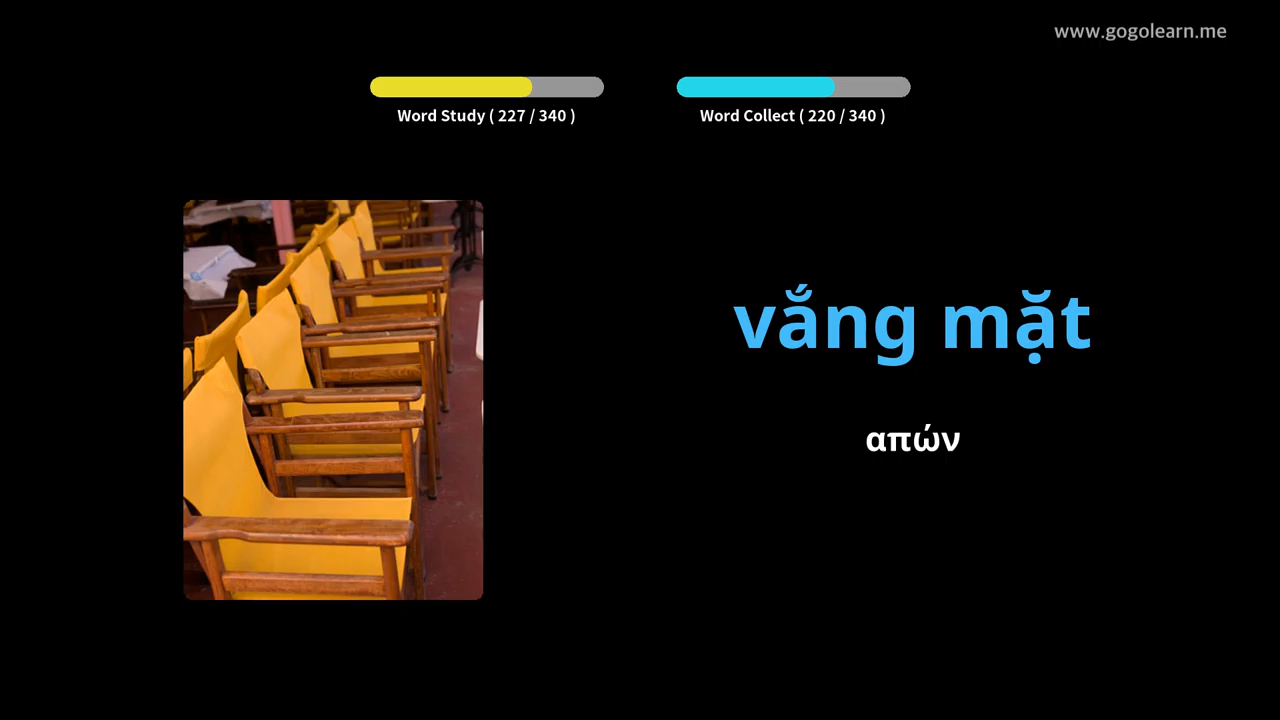 www.gogolearn.me
Word Study ( 227 / 340 )
Word Collect ( 220 / 340 )
vắng mặt
απών